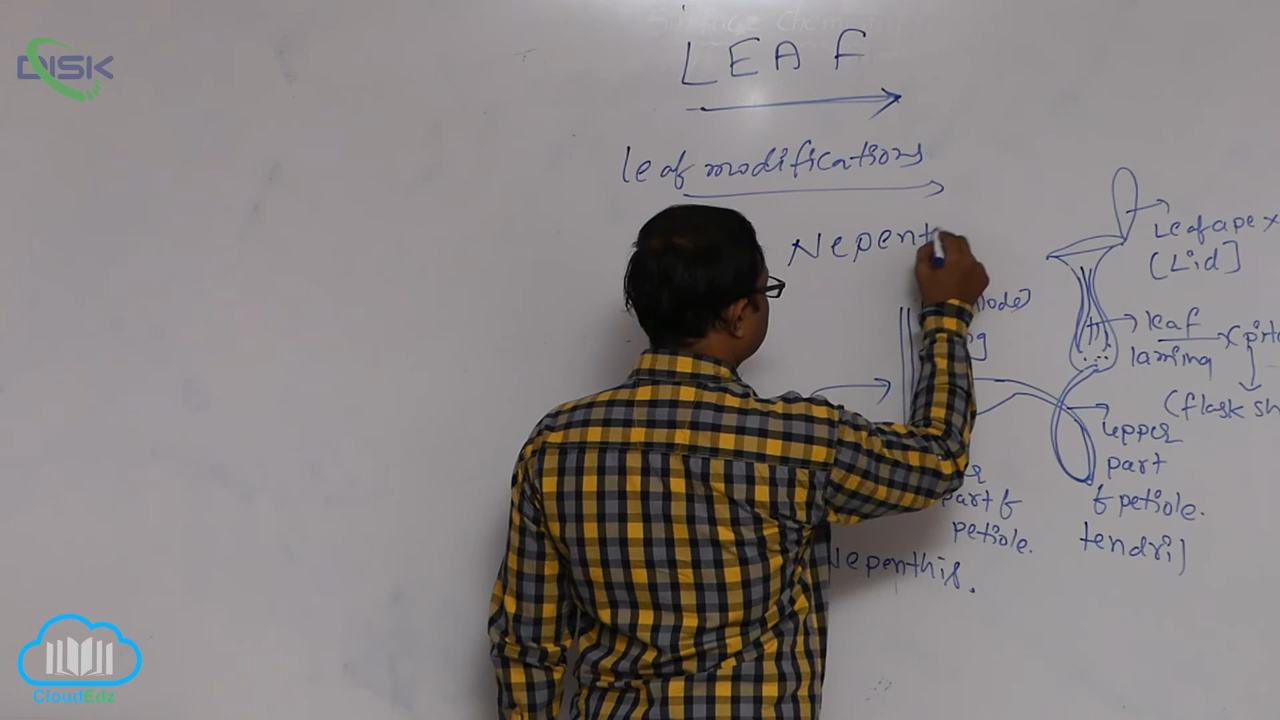 DISK
LEAF
leaf modifications
Nepent
Leaf apex
[Lid]
leaf
lamina
(flask sh
upper
part
of petiole.
tendril
part of
petiole.
Nepenthis.
CloudEdz